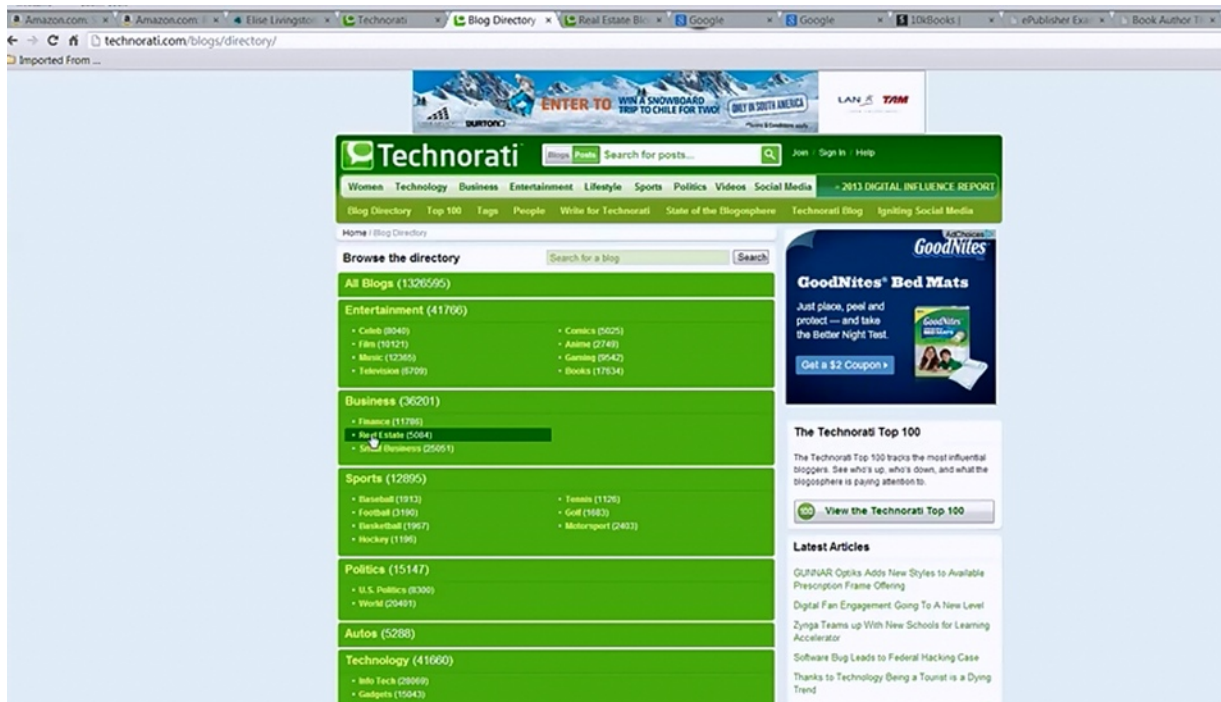 Amazon.com: S
Amazon.com:
Elise Livingston
Technorati
Blog Directory
Real Estate Blo
Google
Google
10kBooks |
ePublisher Exa
Book Author T
technorati.com/blogs/directory/
Imported From ...
ENTER TO WIN A SNOWBOARD TRIP TO CHILE FOR TWO! ONLY IN SOUTH AMERICA
BURTON
LAN TAM
Technorati
Blogs Posts Search for posts...
Join / Sign In / Help
Women Technology Business Entertainment Lifestyle Sports Politics Videos Social Media » 2013 DIGITAL INFLUENCE REPORT
Blog Directory Top 100 Tags People Write for Technorati State of the Blogosphere Technorati Blog Igniting Social Media
Home / Blog Directory
Browse the directory
Search for a blog
Search
All Blogs (1326595)
Entertainment (41766)
• Celeb (8040)
• Film (10121)
• Music (12365)
• Television (6709)
• Comics (5025)
• Anime (2749)
• Gaming (9542)
• Books (17634)
Business (36201)
• Finance (11786)
• Real Estate (5084)
• Small Business (25051)
Sports (12895)
• Baseball (1913)
• Football (3190)
• Basketball (1967)
• Hockey (1196)
• Tennis (1126)
• Golf (1683)
• Motorsport (2403)
Politics (15147)
• U.S. Politics (8300)
• World (20401)
Autos (5288)
Technology (41660)
• Info Tech (28069)
• Gadgets (15043)
AdChoices
GoodNites
GoodNites® Bed Mats
Just place, peel and
protect — and take
the Better Night Test.
Get a $2 Coupon
GoodNites
The Technorati Top 100
The Technorati Top 100 tracks the most influential
bloggers. See who's up, who's down, and what the
blogosphere is paying attention to.
100 View the Technorati Top 100
Latest Articles
GUNNAR Optiks Adds New Styles to Available
Prescription Frame Offering
Digital Fan Engagement Going To A New Level
Zynga Teams up With New Schools for Learning
Accelerator
Software Bug Leads to Federal Hacking Case
Thanks to Technology Being a Tourist is a Dying
Trend